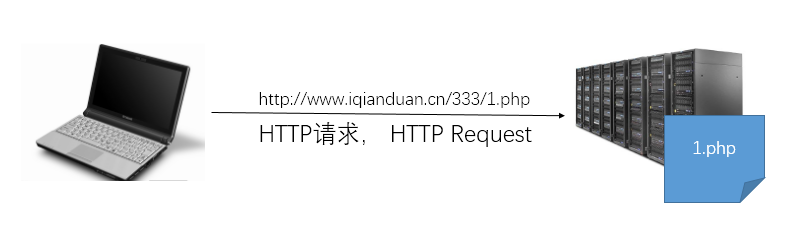 http://www.iqianduan.cn/333/1.php
HTTP请求， HTTP Request
1.php